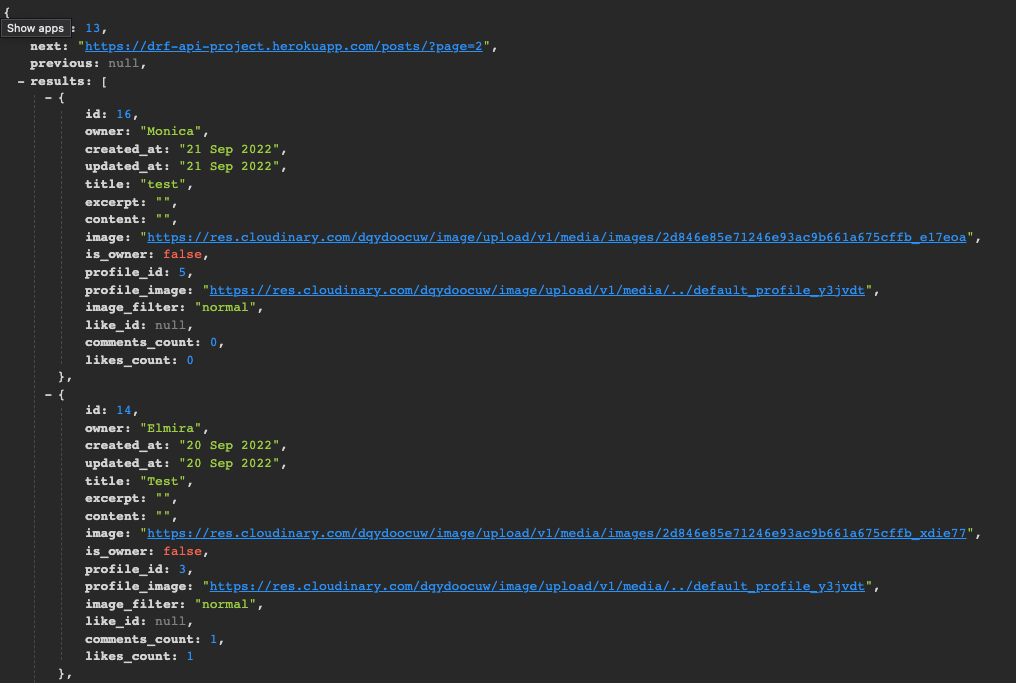 {
Show apps : 13,
next: "https://drf-api-project.herokuapp.com/posts/?page=2",
previous: null,
- results: [
- {
id: 16,
owner: "Monica",
created_at: "21 Sep 2022",
updated_at: "21 Sep 2022",
title: "test",
excerpt: "",
content: "",
image: "https://res.cloudinary.com/dqydoocuw/image/upload/v1/media/images/2d846e85e71246e93ac9b661a675cffb_e17eoa",
is_owner: false,
profile_id: 5,
profile_image: "https://res.cloudinary.com/dqydoocuw/image/upload/v1/media/../default_profile_y3jvdt",
image_filter: "normal",
like_id: null,
comments_count: 0,
likes_count: 0
},
- {
id: 14,
owner: "Elmira",
created_at: "20 Sep 2022",
updated_at: "20 Sep 2022",
title: "Test",
excerpt: "",
content: "",
image: "https://res.cloudinary.com/dqydoocuw/image/upload/v1/media/images/2d846e85e71246e93ac9b661a675cffb_xdie77",
is_owner: false,
profile_id: 3,
profile_image: "https://res.cloudinary.com/dqydoocuw/image/upload/v1/media/../default_profile_y3jvdt",
image_filter: "normal",
like_id: null,
comments_count: 1,
likes_count: 1
},